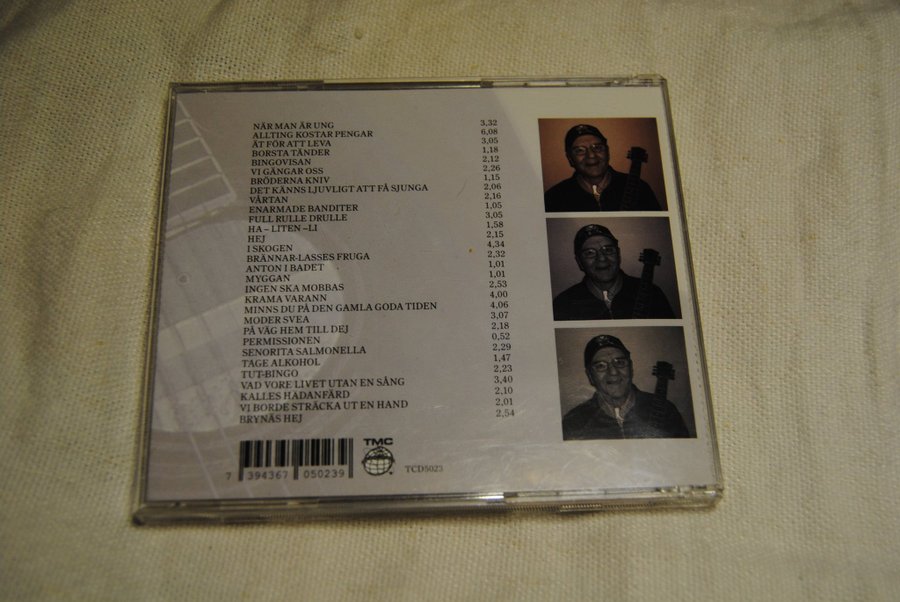 NÄR MAN ÄR UNG 3,32
ALLTING KOSTAR PENGAR 6,08
ÄT FÖR ATT LEVA 3,05
BORSTA TÄNDER 1,18
BINGOVISAN 2,12
VI GÄNGAR OSS 2,26
BRÖDERNA KNIV 1,15
DET KÄNNS LJUVLIGT ATT FÅ SJUNGA 2,06
VÅRTAN 2,16
ENARMADE BANDITER 1,05
FULL RULLE DRULLE 3,05
HA – LITEN –LI 1,58
HEJ 2,15
I SKOGEN 4,34
BRÄNNAR-LASSES FRUGA 2,32
ANTON I BADET 1,01
MYGGAN 1,01
INGEN SKA MOBBAS 2,53
KRAMA VARANN 4,00
MINNS DU PÅ DEN GAMLA GODA TIDEN 4,06
MODER SVEA 3,07
PÅ VÄG HEM TILL DEJ 2,18
PERMISSIONEN 0,52
SENORITA SALMONELLA 2,29
TAGE ALKOHOL 1,47
TUT-BINGO 2,23
VAD VORE LIVET UTAN EN SÅNG 3,40
KALLES HADANFÄRD 2,10
VI BORDE STRÄCKA UT EN HAND 2,01
BRYNÄS HEJ 2,54
TMC
7 394367 050239
TCD5023